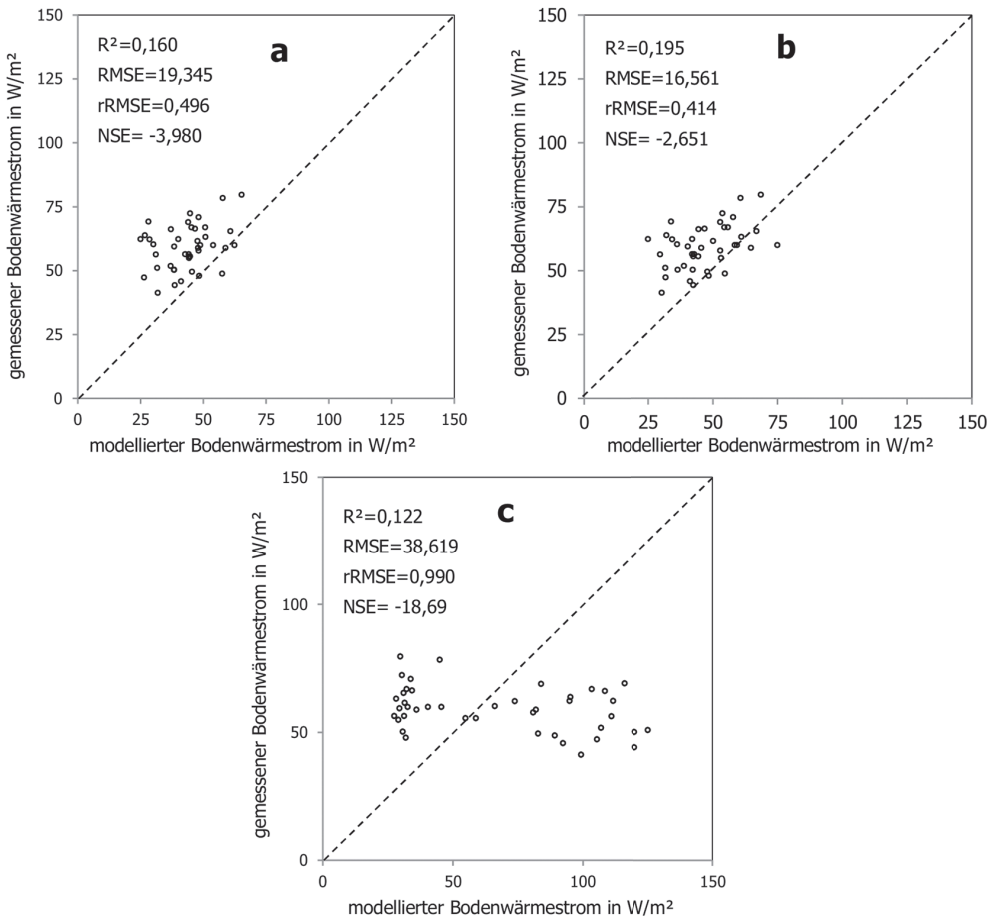 a
R²=0,160
RMSE=19,345
rRMSE=0,496
NSE= -3,980
gemessener Bodenwärmestrom in W/m²
150
125
100
75
50
25
0
0 25 50 75 100 125 150
modellierter Bodenwärmestrom in W/m²
b
R²=0,195
RMSE=16,561
rRMSE=0,414
NSE= -2,651
gemessener Bodenwärmestrom in W/m²
150
125
100
75
50
25
0
0 25 50 75 100 125 150
modellierter Bodenwärmestrom in W/m²
c
R²=0,122
RMSE=38,619
rRMSE=0,990
NSE= -18,69
gemessener Bodenwärmestrom in W/m²
150
100
50
0
0 50 100 150
modellierter Bodenwärmestrom in W/m²